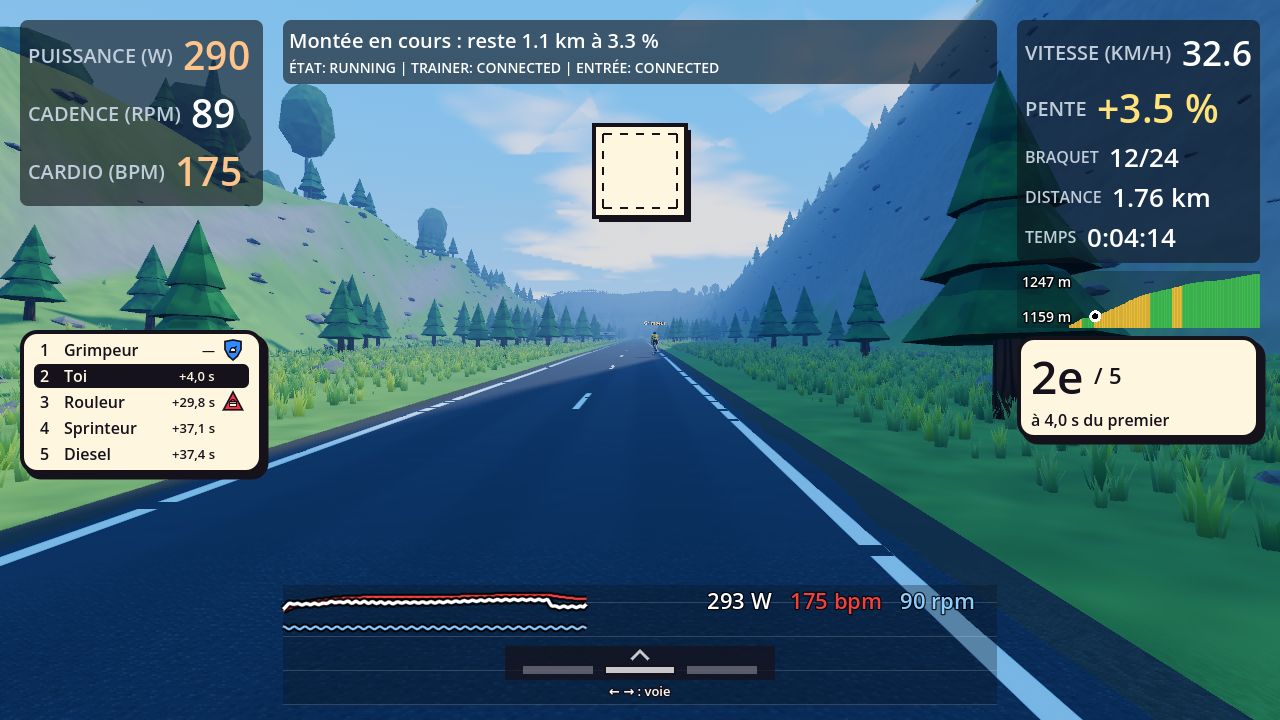 PUISSANCE (W) 290
CADENCE (RPM) 89
CARDIO (BPM) 175
Montée en cours : reste 1.1 km à 3.3 %
ÉTAT: RUNNING | TRAINER: CONNECTED | ENTRÉE: CONNECTED
VITESSE (KM/H) 32.6
PENTE +3.5 %
BRAQUET 12/24
DISTANCE 1.76 km
TEMPS 0:04:14
1247 m
1159 m
1 Grimpeur —
2 Toi +4,0 s
3 Rouleur +29,8 s
4 Sprinteur +37,1 s
5 Diesel +37,4 s
2e / 5
à 4,0 s du premier
Grimpeur
293 W 175 bpm 90 rpm
← → : voie